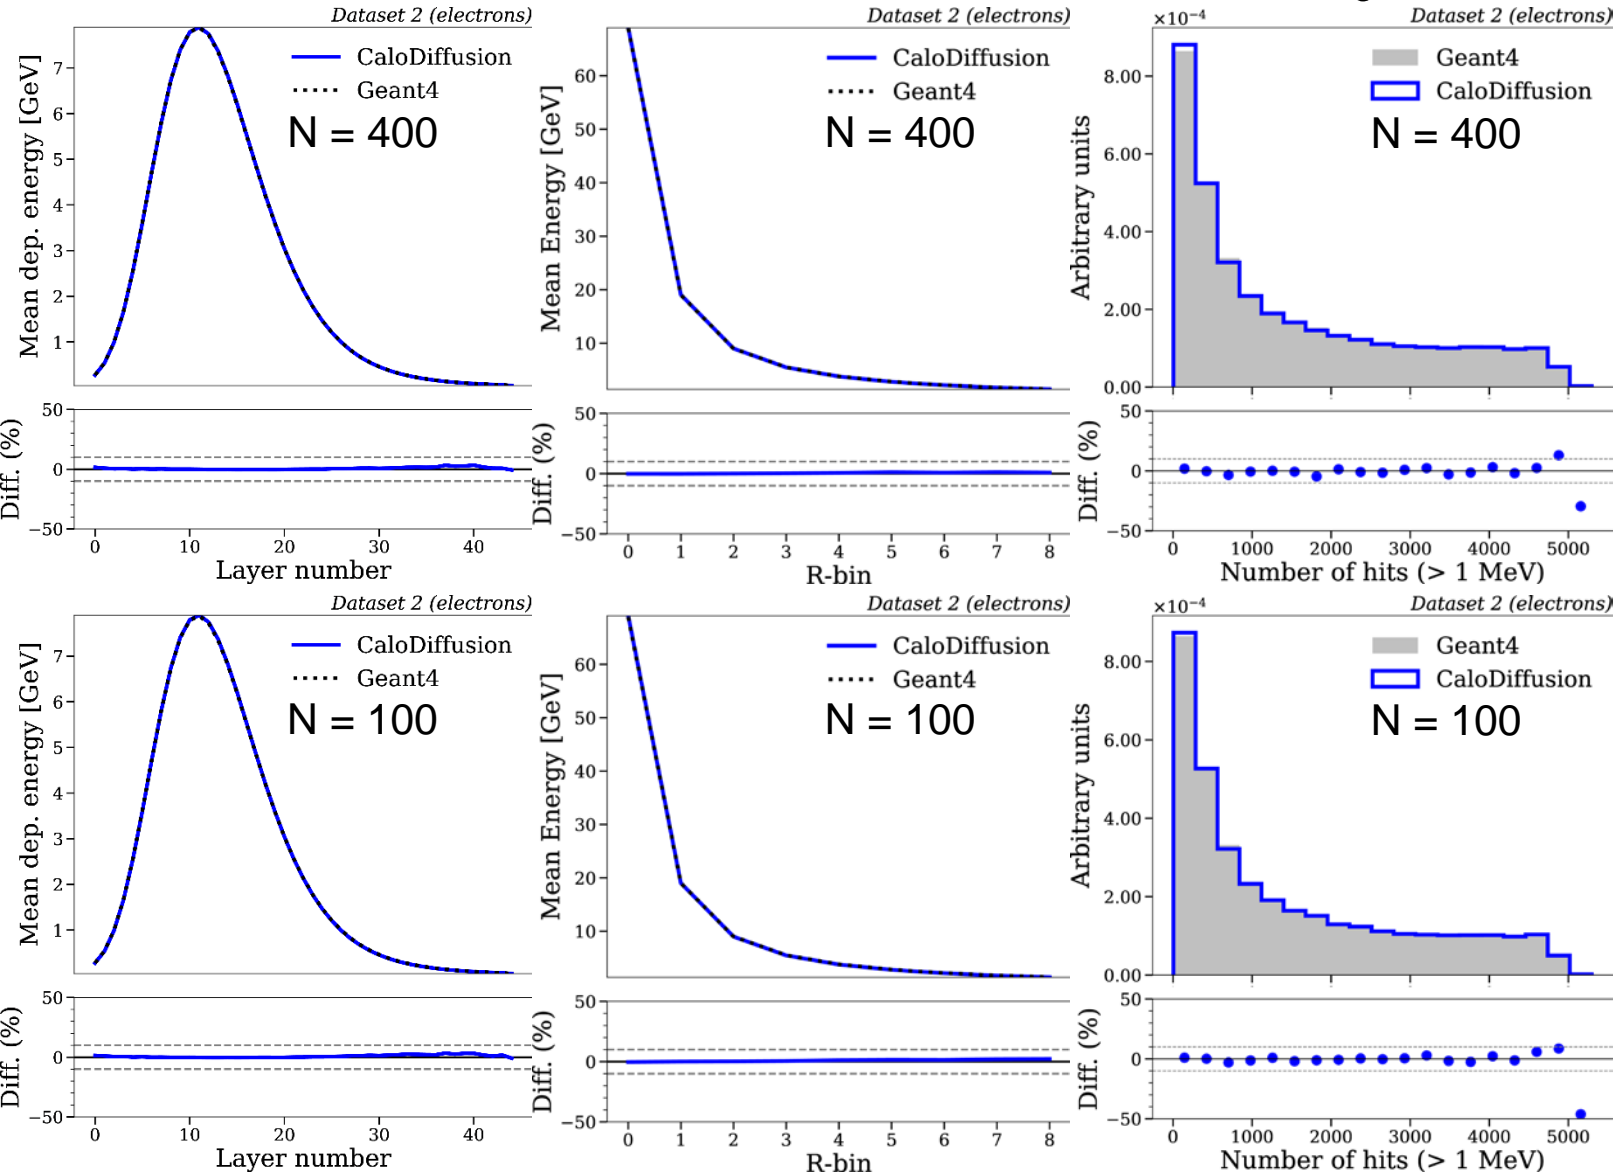 Dataset 2 (electrons)
Mean dep. energy [GeV]
7
6
5
4
3
2
1
CaloDiffusion
Geant4
N = 400
Diff. (%)
50
0
−50
0 10 20 30 40
Layer number
Dataset 2 (electrons)
Mean Energy [GeV]
60
50
40
30
20
10
CaloDiffusion
Geant4
N = 400
Diff. (%)
50
0
−50
0 1 2 3 4 5 6 7 8
R-bin
×10−4
Dataset 2 (electrons)
Arbitrary units
8.00
6.00
4.00
2.00
0.00
Geant4
CaloDiffusion
N = 400
Diff. (%)
50
0
−50
0 1000 2000 3000 4000 5000
Number of hits (> 1 MeV)
Dataset 2 (electrons)
Mean dep. energy [GeV]
7
6
5
4
3
2
1
CaloDiffusion
Geant4
N = 100
Diff. (%)
50
0
−50
0 10 20 30 40
Layer number
Dataset 2 (electrons)
Mean Energy [GeV]
60
50
40
30
20
10
CaloDiffusion
Geant4
N = 100
Diff. (%)
50
0
−50
0 1 2 3 4 5 6 7 8
R-bin
×10−4
Dataset 2 (electrons)
Arbitrary units
8.00
6.00
4.00
2.00
0.00
Geant4
CaloDiffusion
N = 100
Diff. (%)
50
0
−50
0 1000 2000 3000 4000 5000
Number of hits (> 1 MeV)